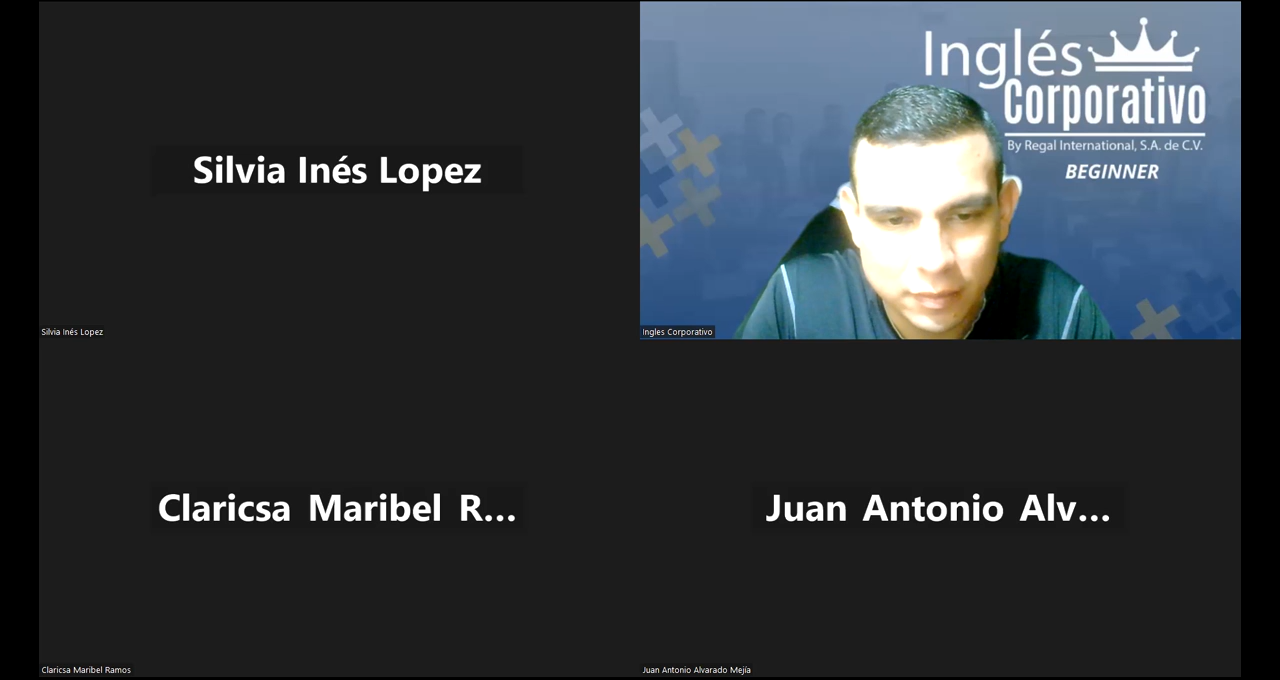 Silvia Inés Lopez
Silvia Inés Lopez
Inglés
Corporativo
By Regal International, S.A. de C.V.
BEGINNER
Ingles Corporativo
Claricsa Maribel R...
Claricsa Maribel Ramos
Juan Antonio Alv...
Juan Antonio Alvarado Mejía